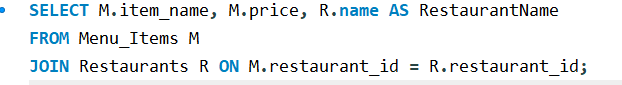 SELECT M.item_name, M.price, R.name AS RestaurantName
FROM Menu_Items M
JOIN Restaurants R ON M.restaurant_id = R.restaurant_id;